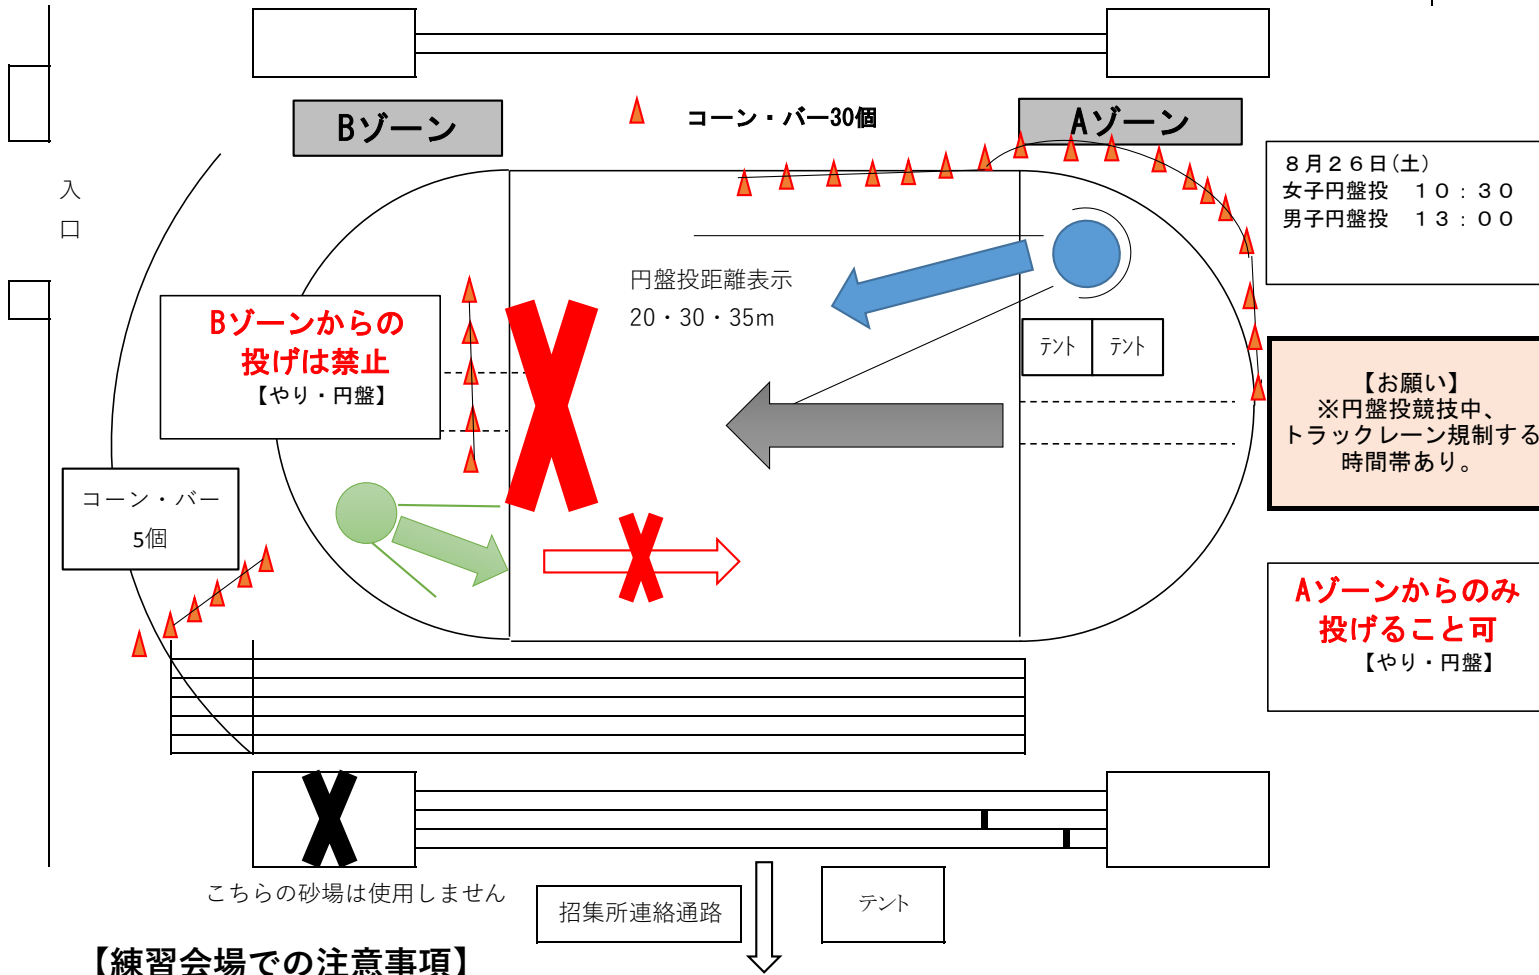 Bゾーン
コーン・バー30個
Aゾーン
入
口
8月26日(土)
女子円盤投　10:30
男子円盤投　13:00
円盤投距離表示
20・30・35m
Bゾーンからの
投げは禁止
【やり・円盤】
テント
テント
【お願い】
※円盤投競技中、
トラックレーン規制する
時間帯あり。
コーン・バー
5個
Aゾーンからのみ
投げること可
【やり・円盤】
こちらの砂場は使用しません
招集所連絡通路
テント
【練習会場での注意事項】